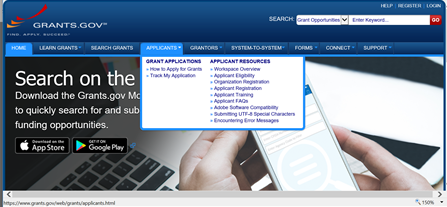 HELP | REGISTER | LOGIN
GRANTS.GOV℠
FIND. APPLY. SUCCEED.℠
SEARCH: Grant Opportunities Enter Keyword... GO
HOME LEARN GRANTS SEARCH GRANTS APPLICANTS GRANTORS SYSTEM-TO-SYSTEM FORMS CONNECT SUPPORT
GRANT APPLICATIONS
» How to Apply for Grants
» Track My Application
APPLICANT RESOURCES
» Workspace Overview
» Applicant Eligibility
» Organization Registration
» Applicant Registration
» Applicant Training
» Applicant FAQs
» Adobe Software Compatibility
» Submitting UTF-8 Special Characters
» Encountering Error Messages
Search on the
Download the Grants.gov Mo
to quickly search for and sub
funding opportunities.
Download on the
App Store
GET IT ON
Google Play
https://www.grants.gov/web/grants/applicants.html
150%